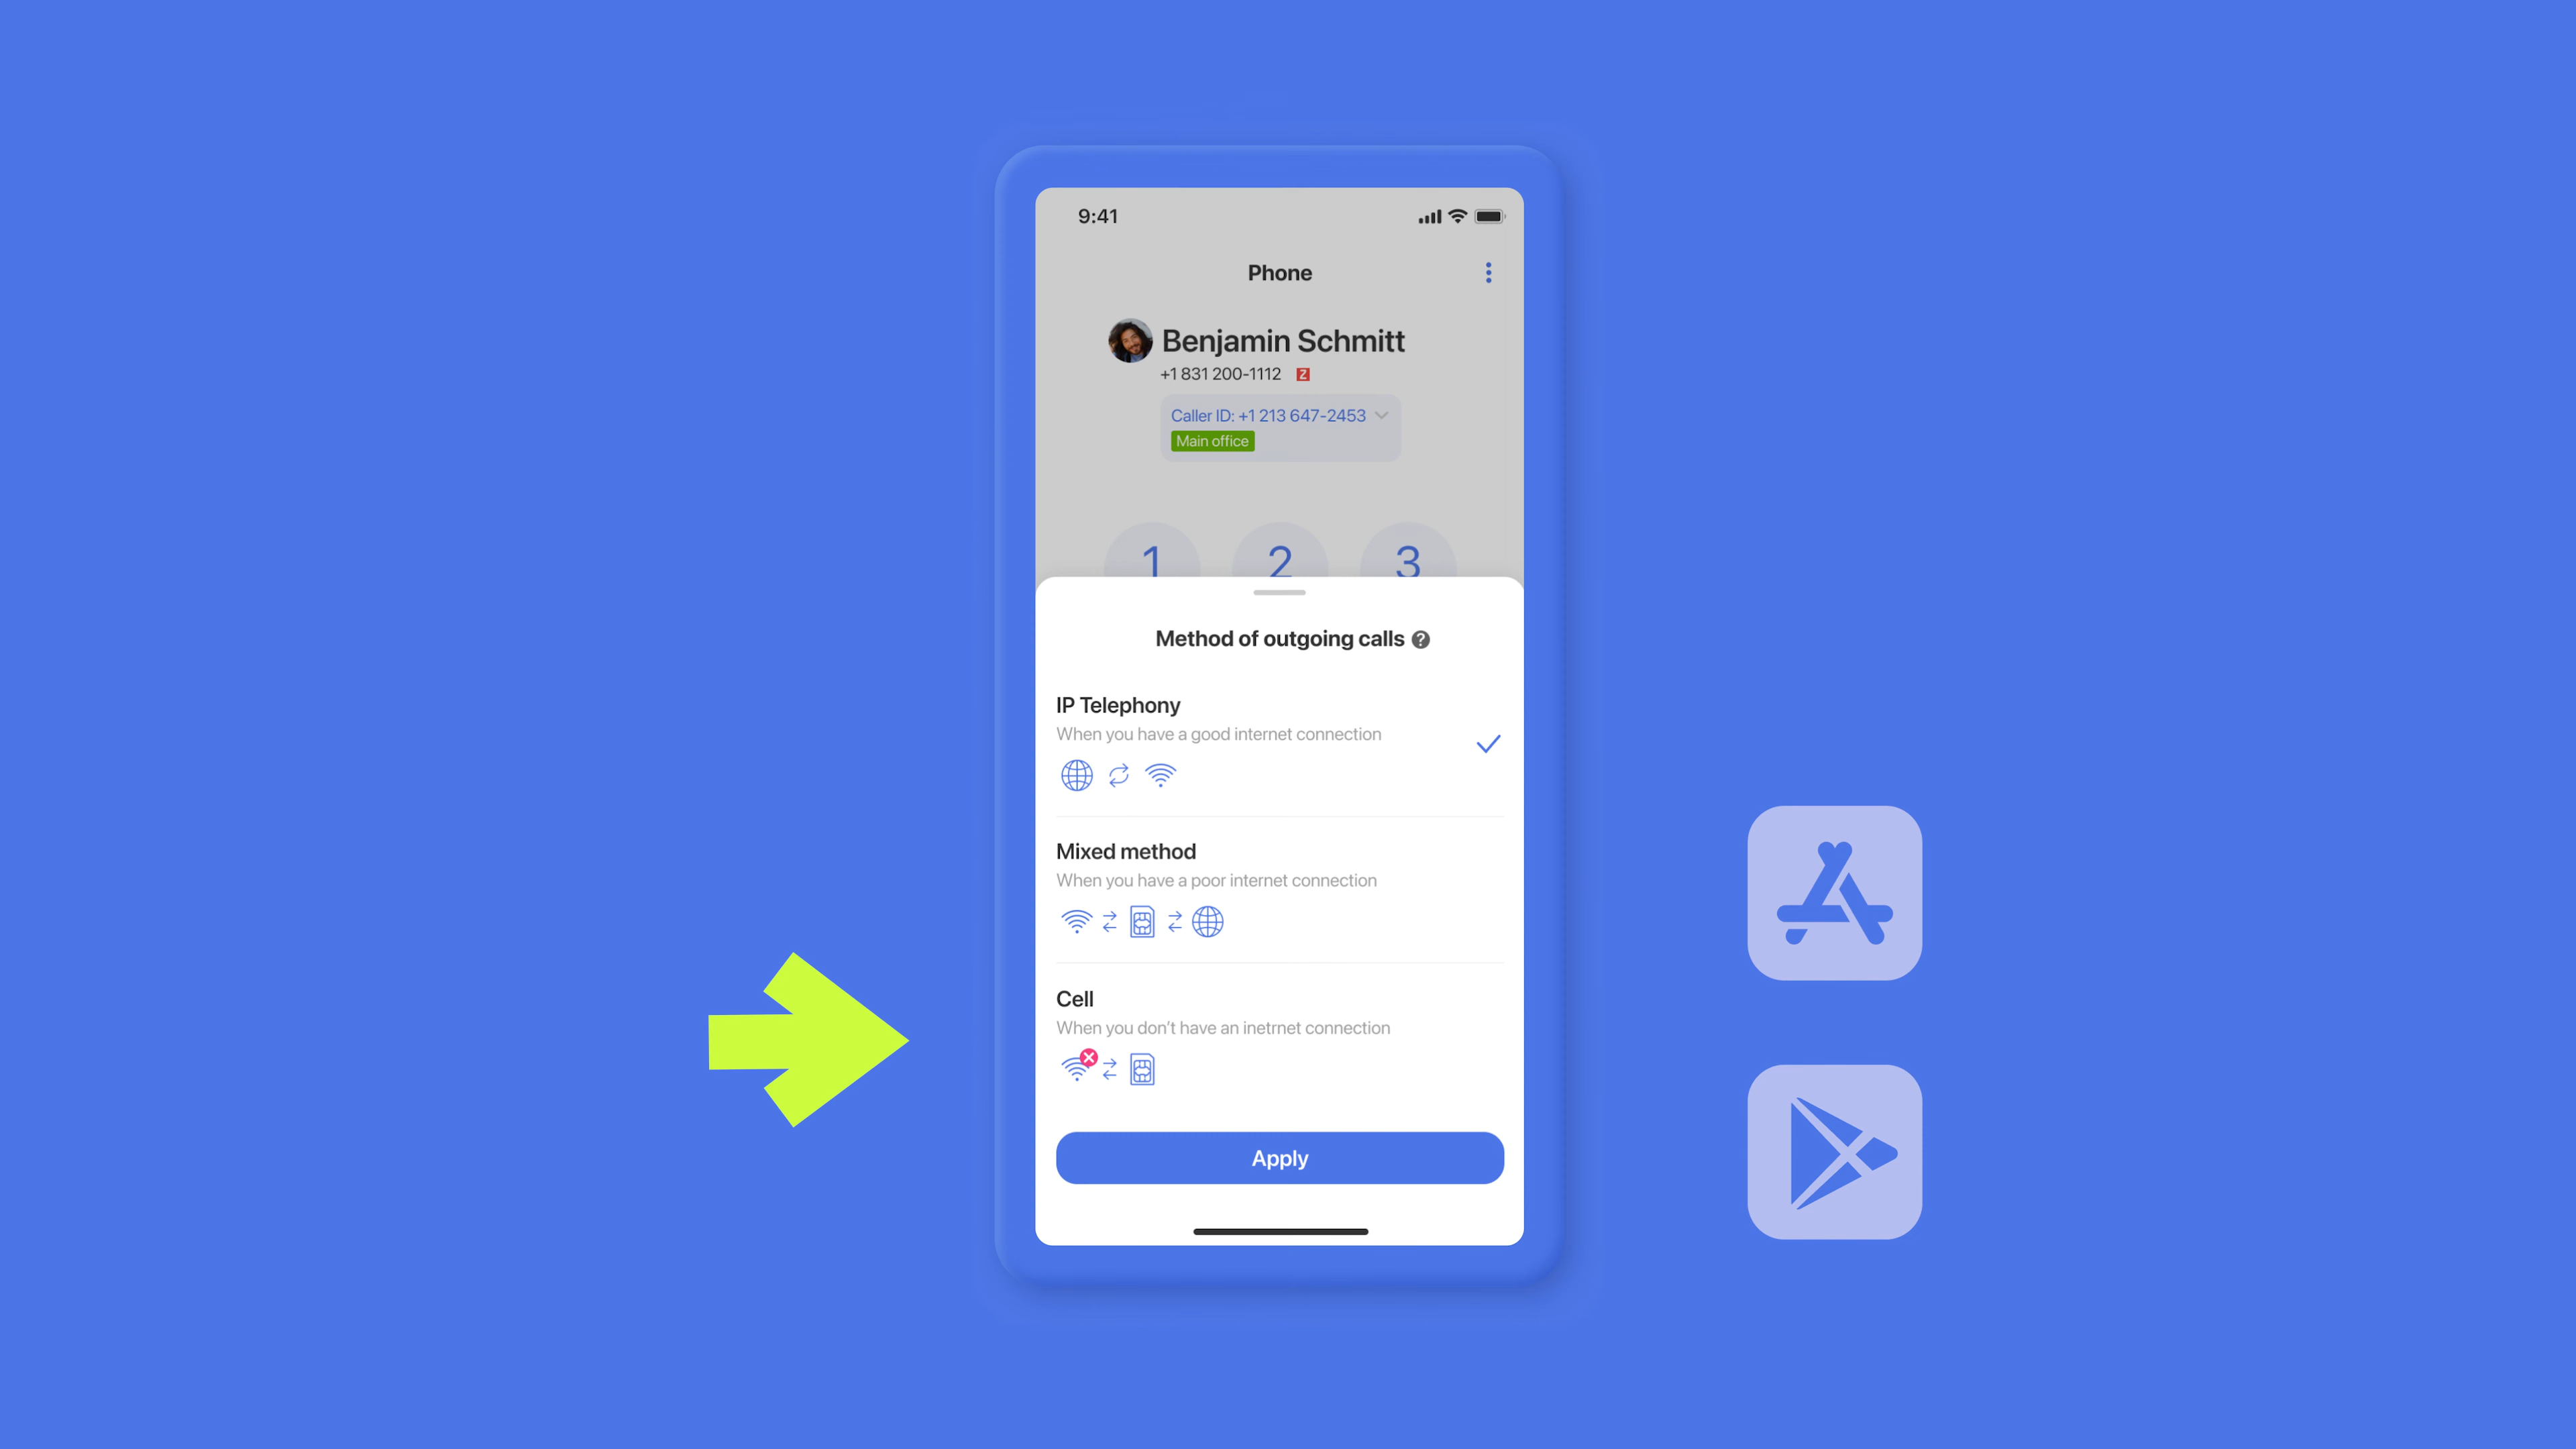 9:41
Phone
Benjamin Schmitt
+1 831 200-1112 Z
Caller ID: +1 213 647-2453
Main office
1 2 3
Method of outgoing calls ?
IP Telephony
When you have a good internet connection
Mixed method
When you have a poor internet connection
Cell
When you don't have an inetrnet connection
Apply